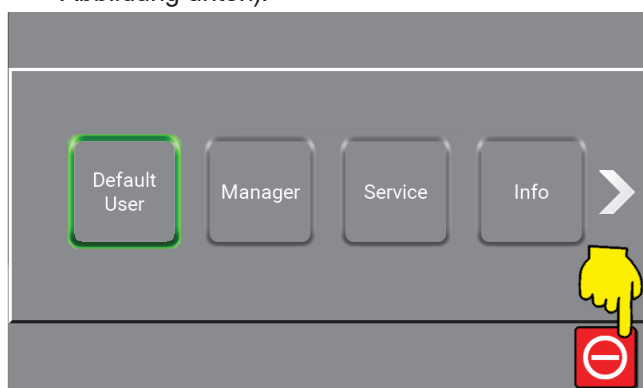 Abbildung unten).
Default
User
Manager
Service
Info